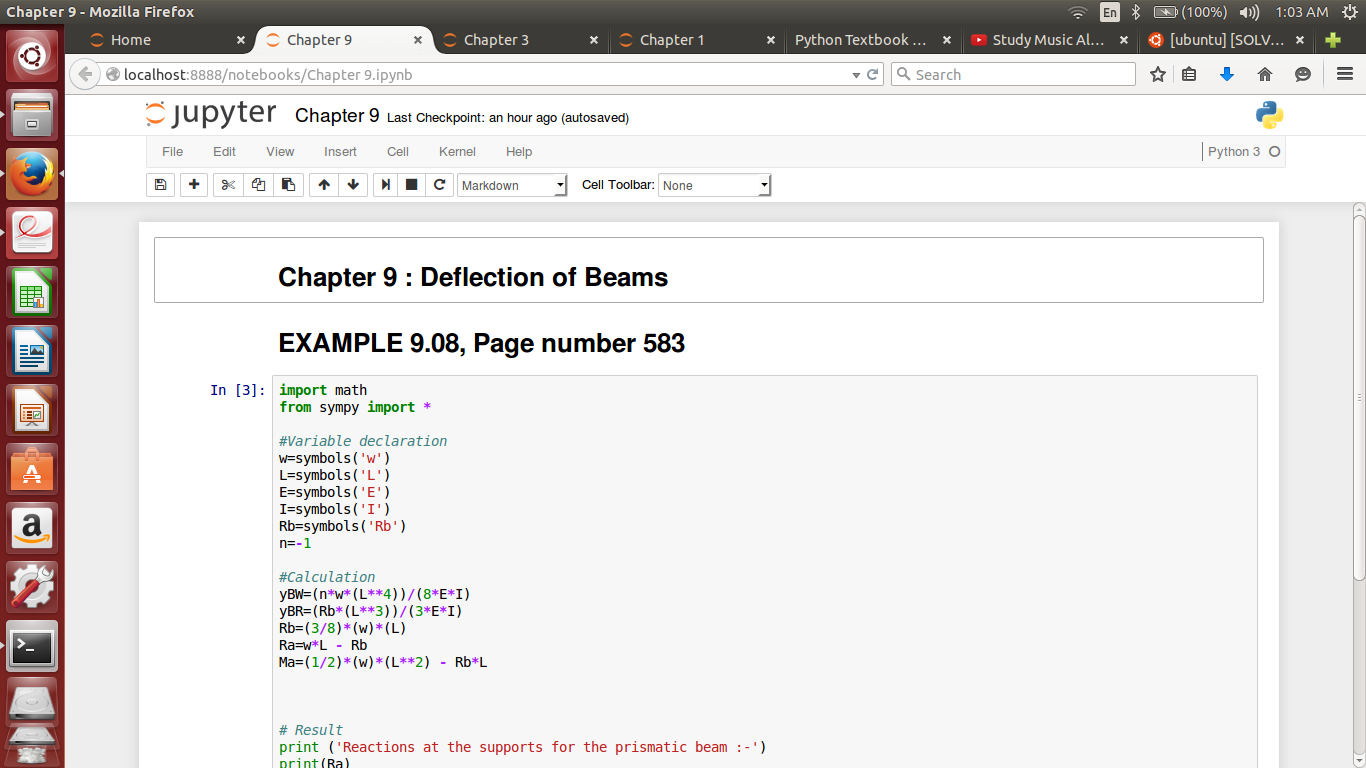 Chapter 9 - Mozilla Firefox
En
(100%)
1:03 AM
Home
Chapter 9
Chapter 3
Chapter 1
Python Textbook ...
Study Music Al...
[ubuntu] [SOLV...
localhost:8888/notebooks/Chapter 9.ipynb
Search
jupyter
Chapter 9 Last Checkpoint: an hour ago (autosaved)
File Edit View Insert Cell Kernel Help
Python 3
Markdown
Cell Toolbar:
None
Chapter 9 : Deflection of Beams
EXAMPLE 9.08, Page number 583
In [3]:
import math
from sympy import *
#Variable declaration
w=symbols('w')
L=symbols('L')
E=symbols('E')
I=symbols('I')
Rb=symbols('Rb')
n=-1
#Calculation
yBW=(n*w*(L**4))/(8*E*I)
yBR=(Rb*(L**3))/(3*E*I)
Rb=(3/8)*(w)*(L)
Ra=w*L - Rb
Ma=(1/2)*(w)*(L**2) - Rb*L
# Result
print ('Reactions at the supports for the prismatic beam :-')
print(Ra)